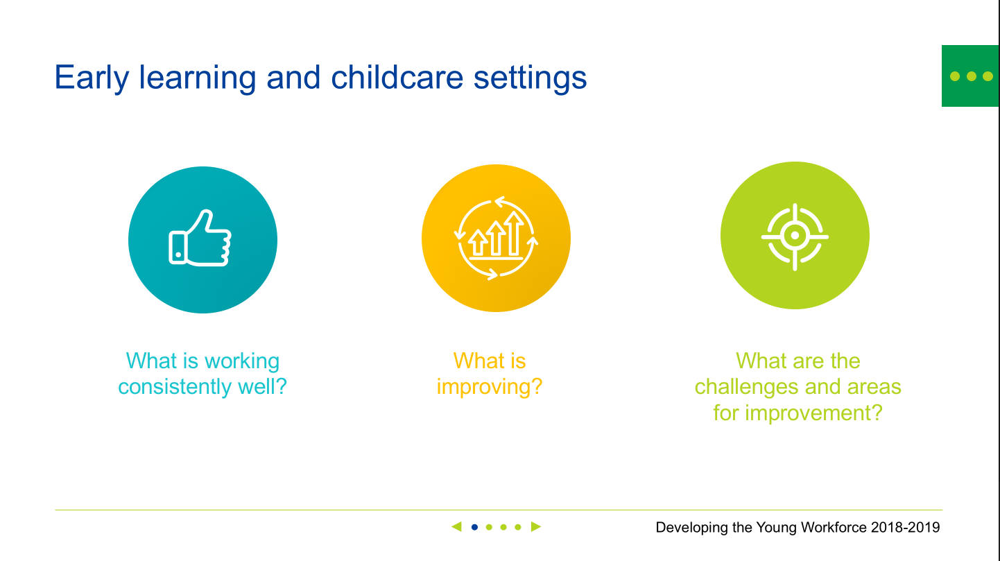 Early learning and childcare settings
What is working
consistently well?
What is
improving?
What are the
challenges and areas
for improvement?
Developing the Young Workforce 2018-2019